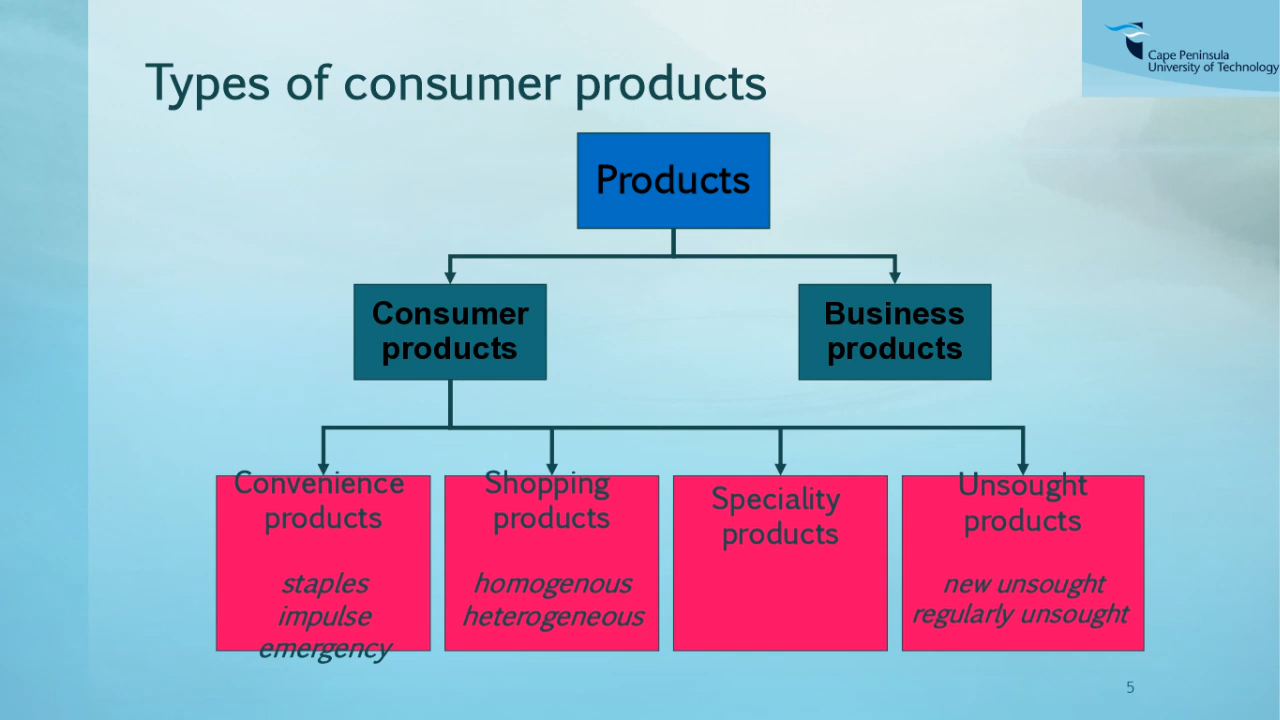 Types of consumer products
Cape Peninsula
University of Technology
Products
Consumer
products
Business
products
Convenience
products
staples
impulse
emergency
Shopping
products
homogenous
heterogeneous
Speciality
products
Unsought
products
new unsought
regularly unsought
5